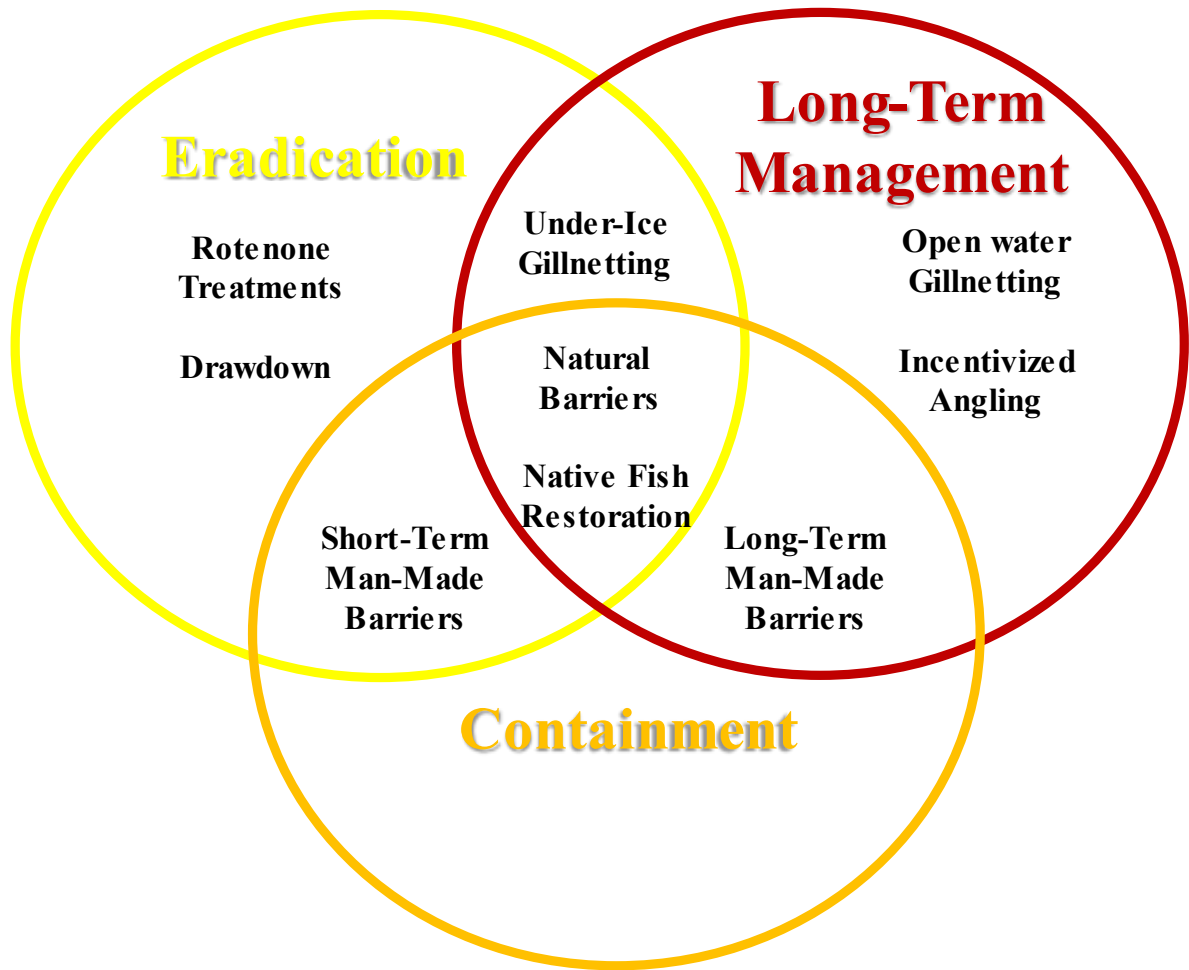 Eradication
Rotenone
Treatments
Drawdown
Long-Term
Management
Open water
Gillnetting
Incentivized
Angling
Under-Ice
Gillnetting
Natural
Barriers
Native Fish
Restoration
Short-Term
Man-Made
Barriers
Long-Term
Man-Made
Barriers
Containment